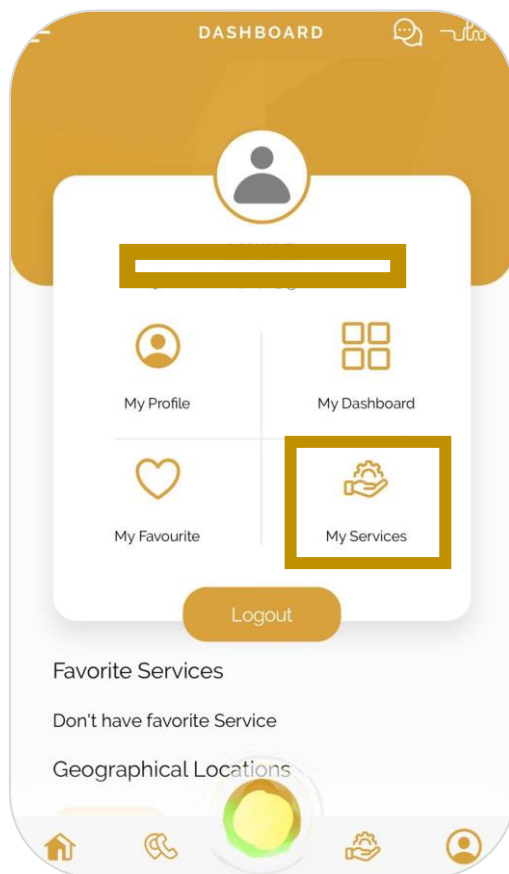 DASHBOARD
My Profile
My Dashboard
My Favourite
My Services
Logout
Favorite Services
Don't have favorite Service
Geographical Locations